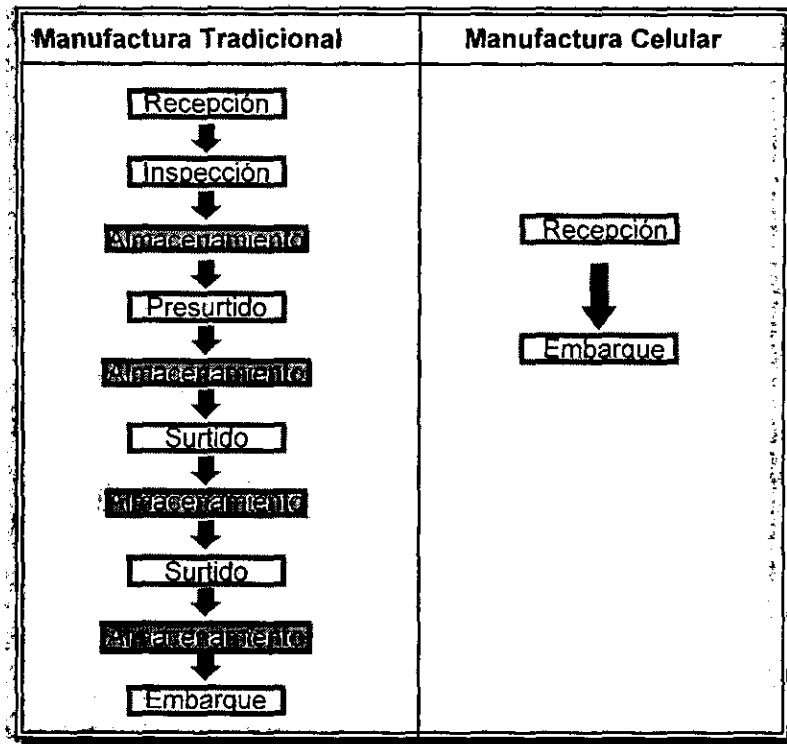 Manufactura Tradicional
Manufactura Celular
Recepción
Inspección
Almacenamiento
Presurtido
Almacenamiento
Surtido
Almacenamiento
Surtido
Almacenamiento
Embarque
Recepción
Embarque